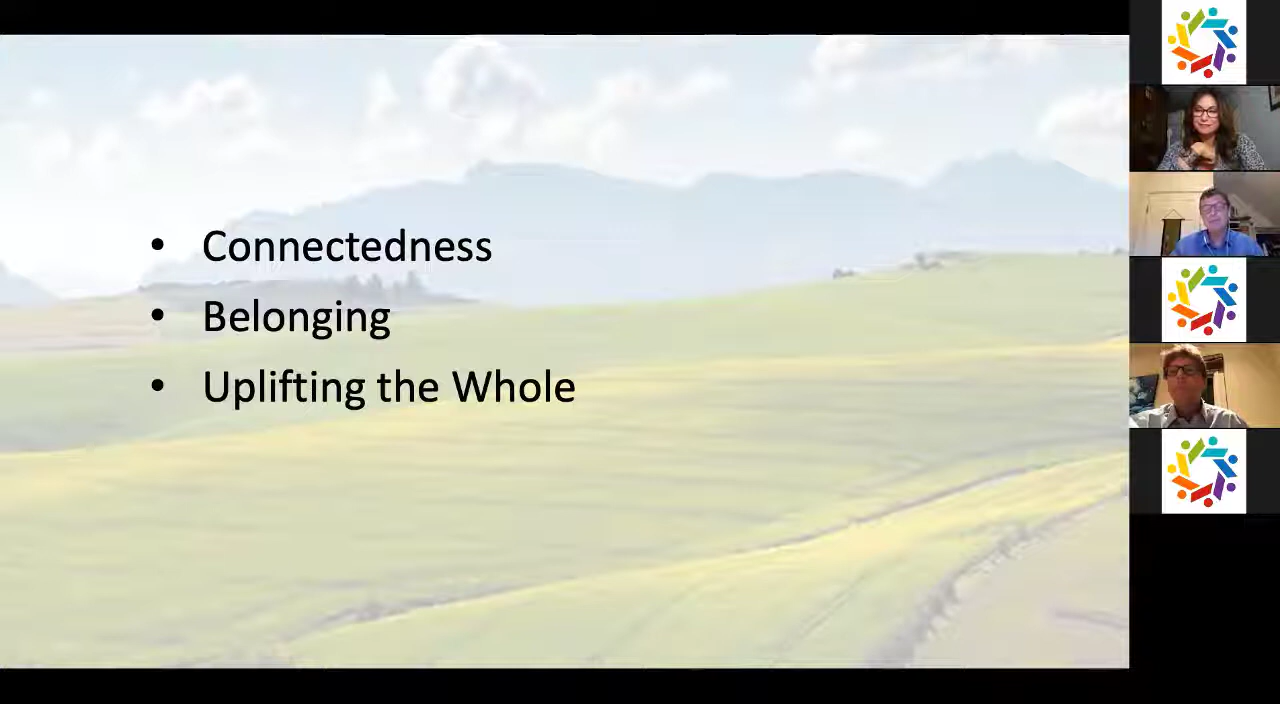 • Connectedness
• Belonging
• Uplifting the Whole